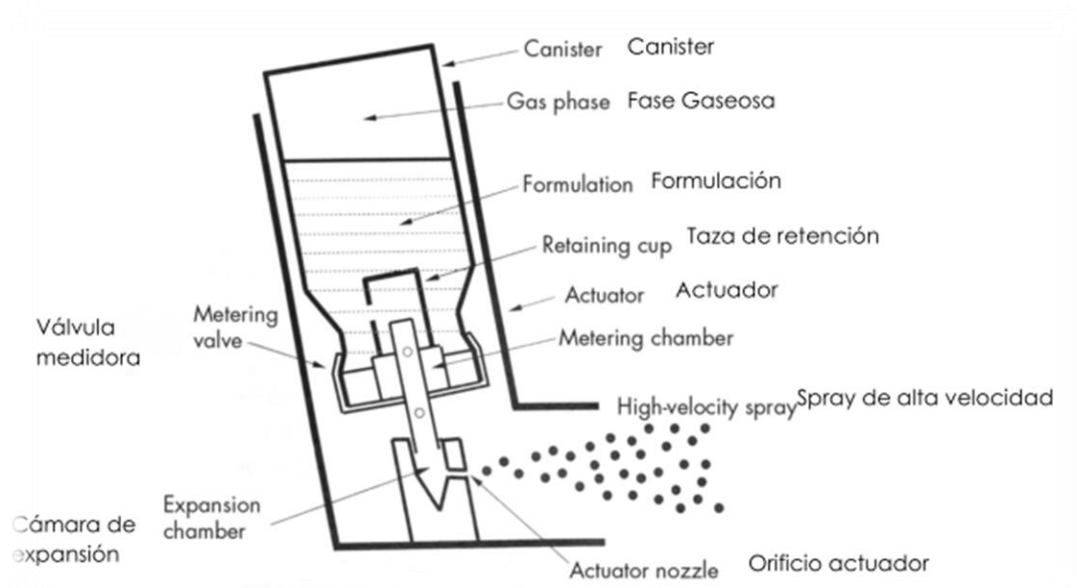 Canister Canister
Gas phase Fase Gaseosa
Formulation Formulación
Retaining cup Taza de retención
Actuator Actuador
Metering
valve
Válvula
medidora
Metering chamber
High-velocity spray Spray de alta velocidad
Expansion
chamber
Cámara de
expansión
Actuator nozzle Orificio actuador